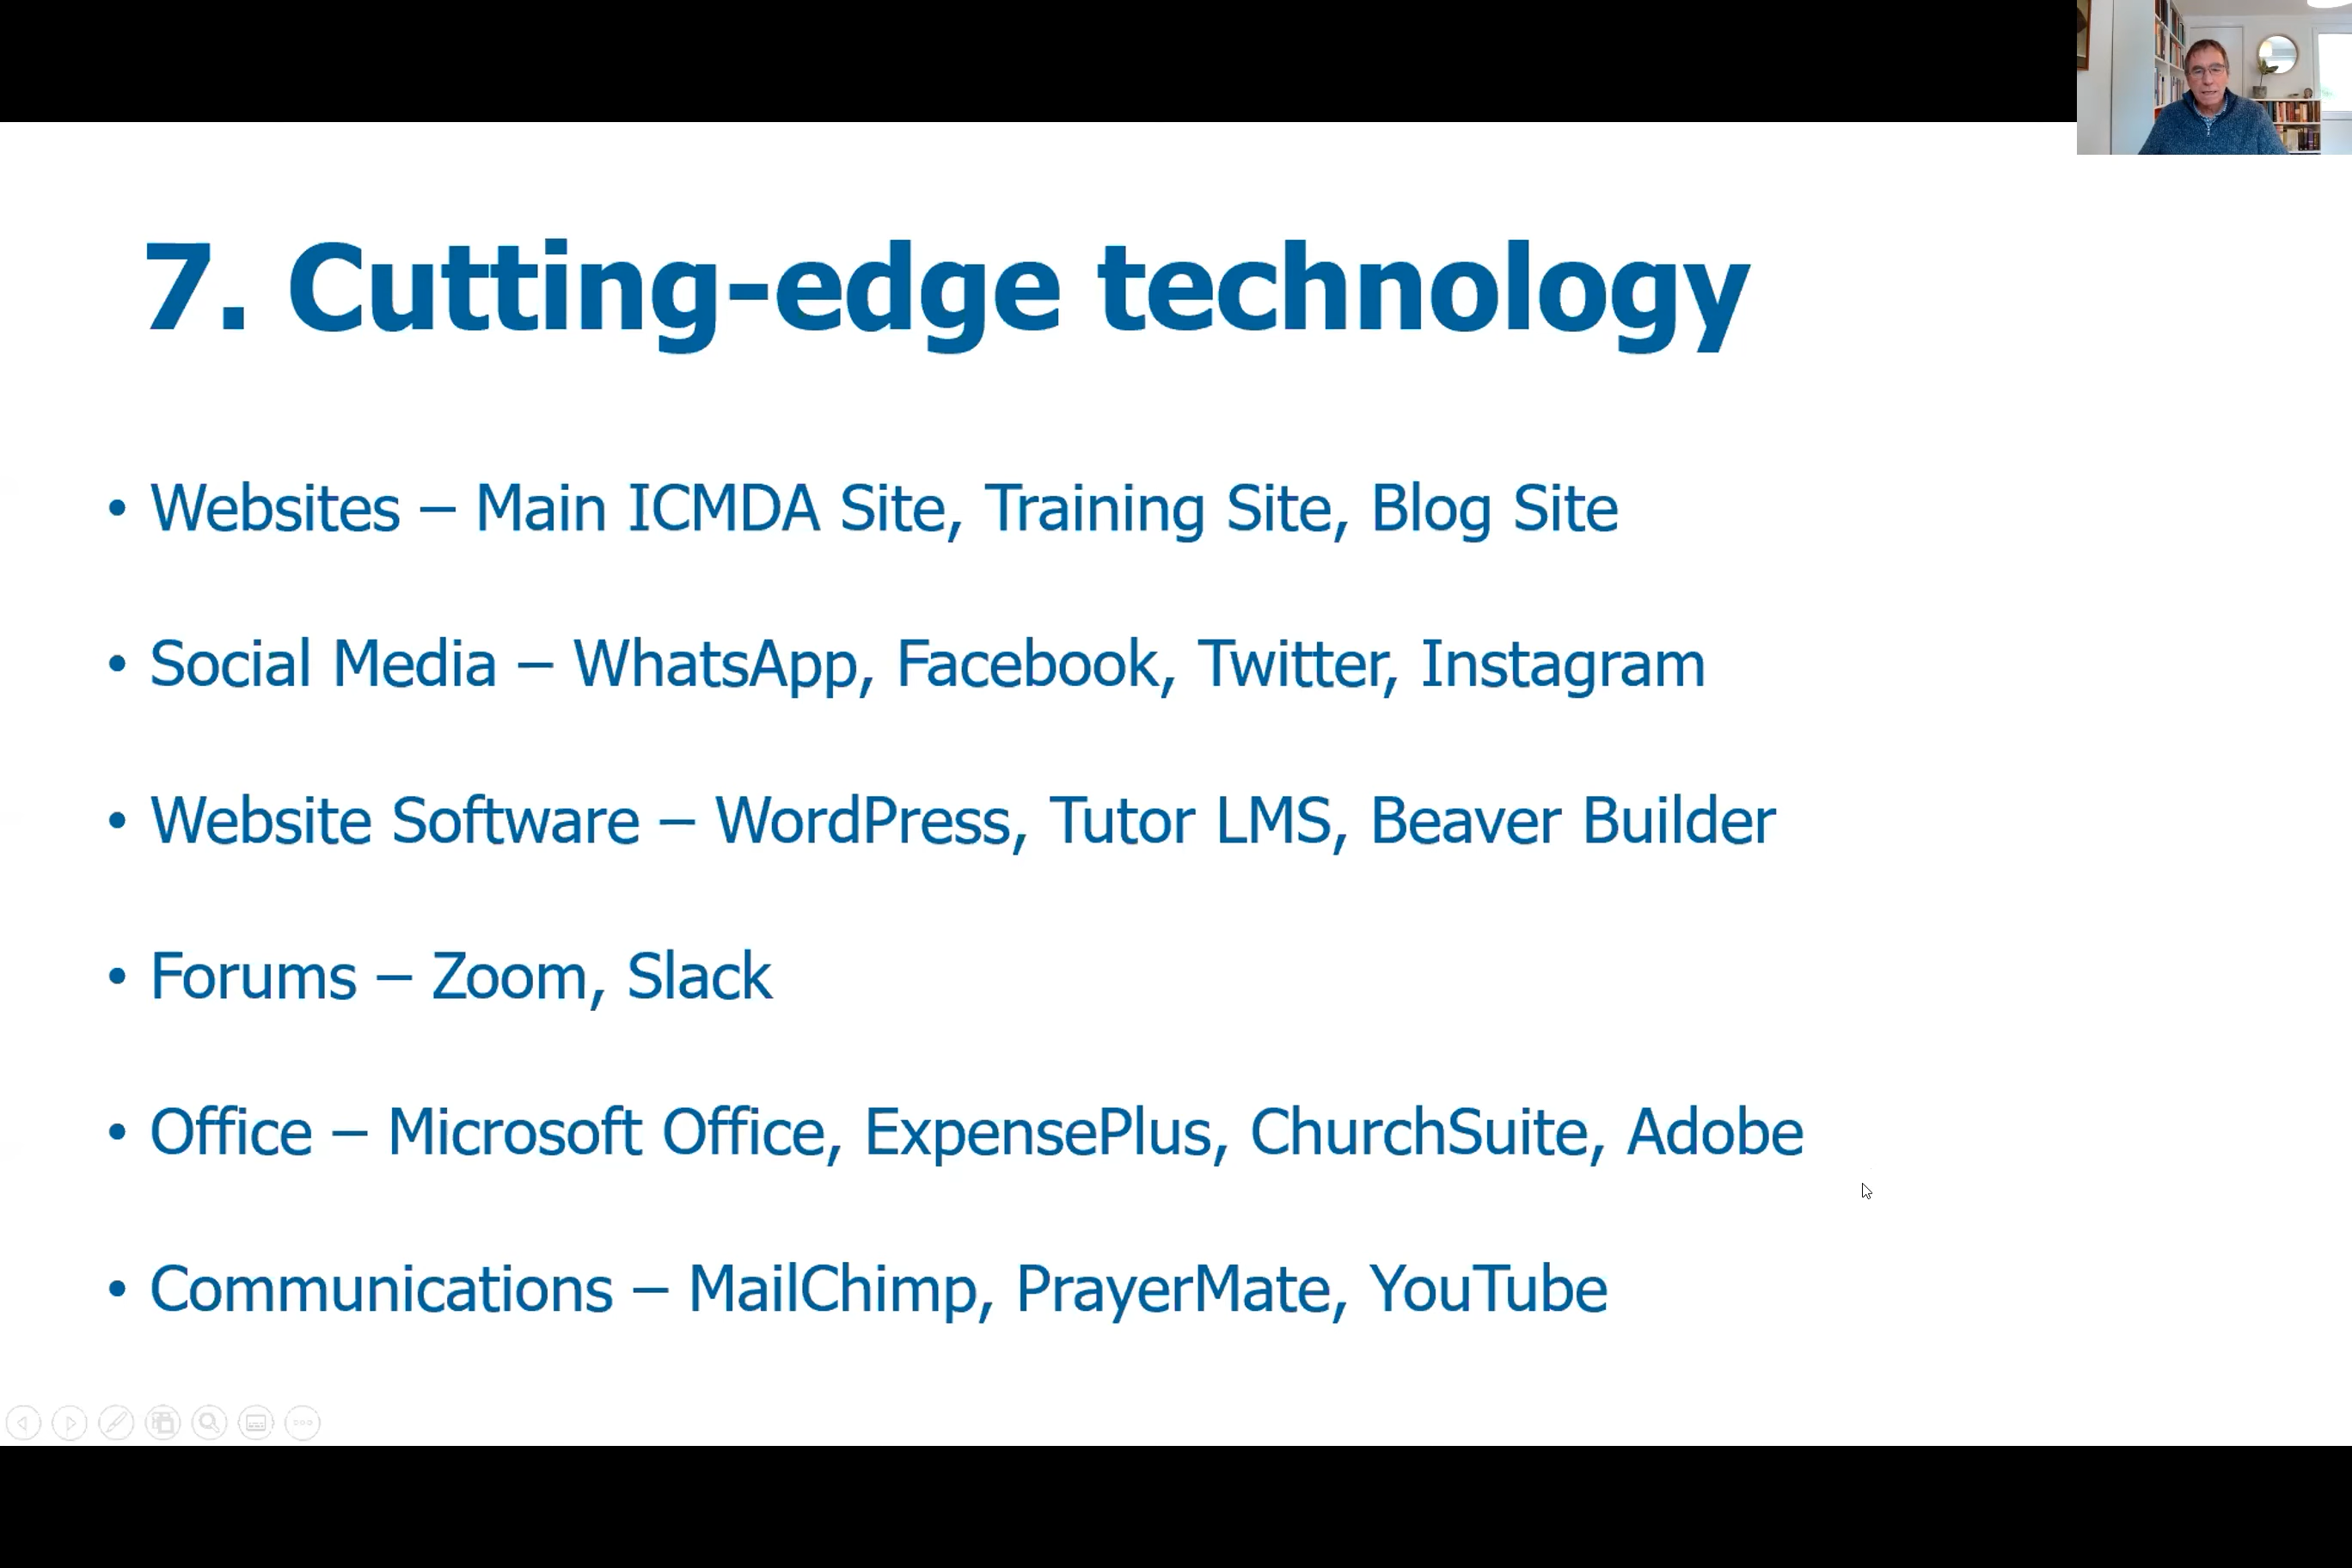 7. Cutting-edge technology
• Websites – Main ICMDA Site, Training Site, Blog Site
• Social Media – WhatsApp, Facebook, Twitter, Instagram
• Website Software – WordPress, Tutor LMS, Beaver Builder
• Forums – Zoom, Slack
• Office – Microsoft Office, ExpensePlus, ChurchSuite, Adobe
• Communications – MailChimp, PrayerMate, YouTube